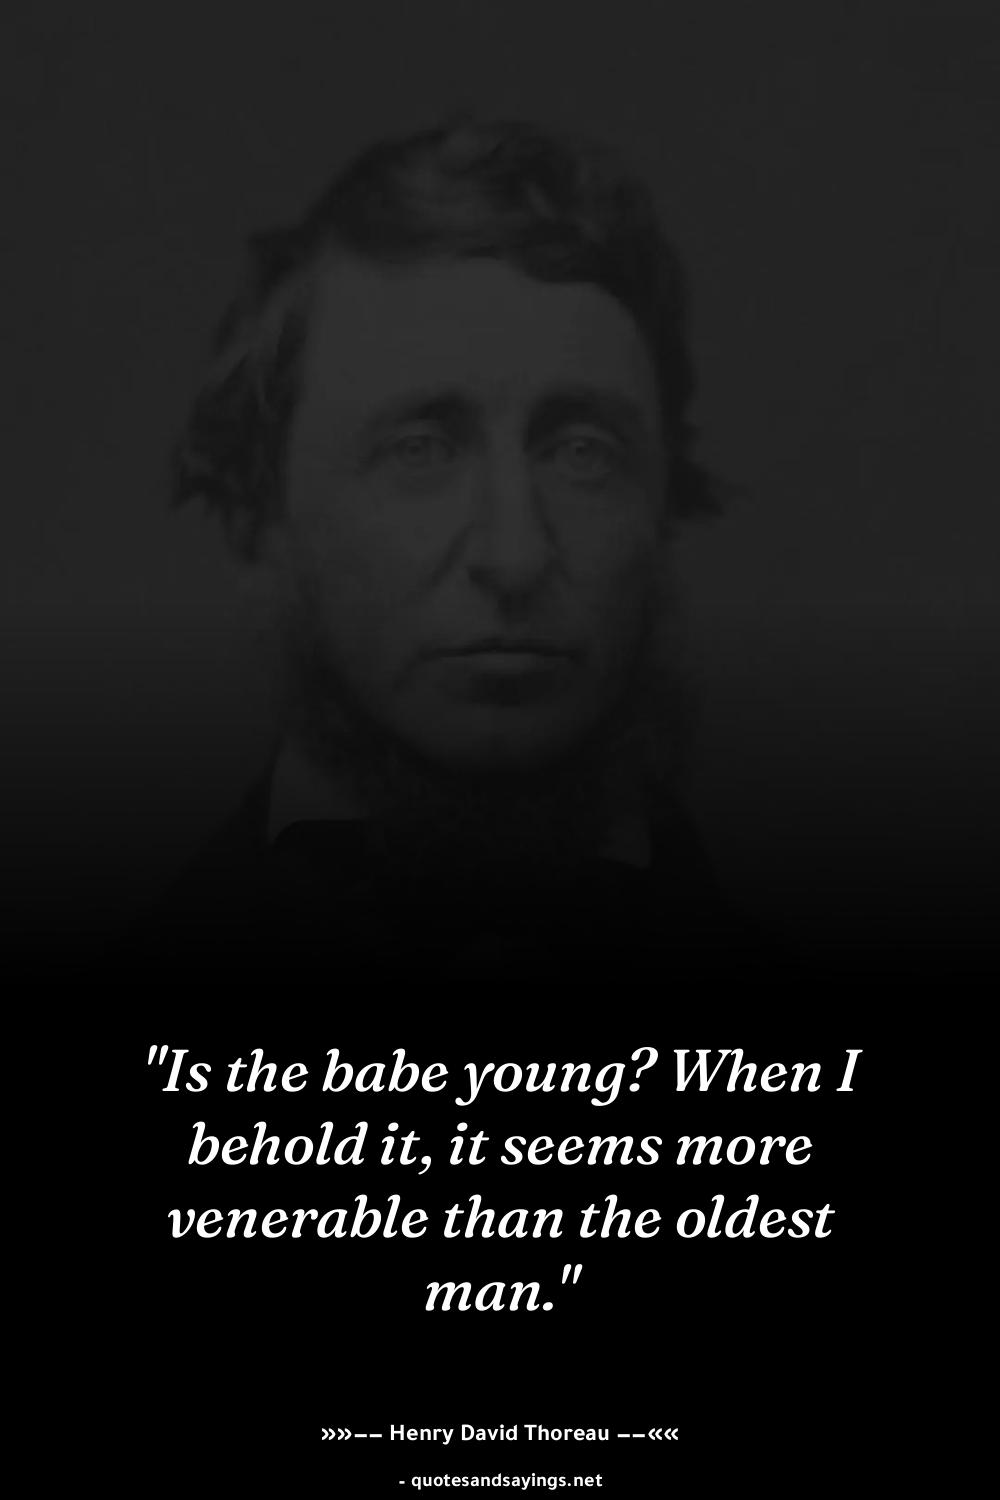 "Is the babe young? When I
behold it, it seems more
venerable than the oldest
man."
»»−− Henry David Thoreau −−««
- quotesandsayings.net